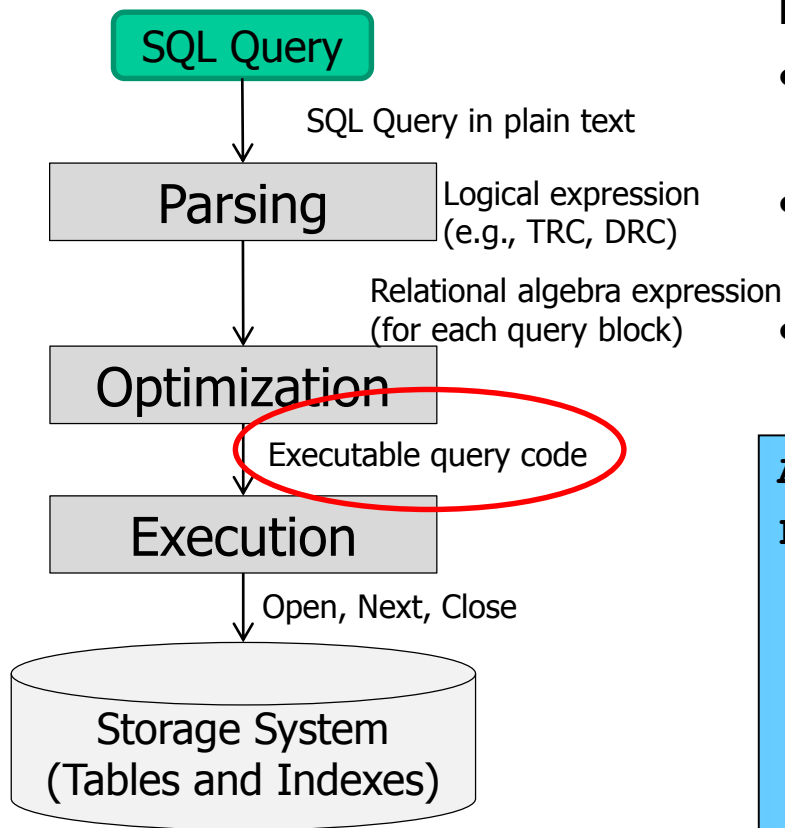 SQL Query
SQL Query in plain text
Parsing
Logical expression
(e.g., TRC, DRC)
Relational algebra expression
(for each query block)
Optimization
Executable query code
Execution
Open, Next, Close
Storage System
(Tables and Indexes)